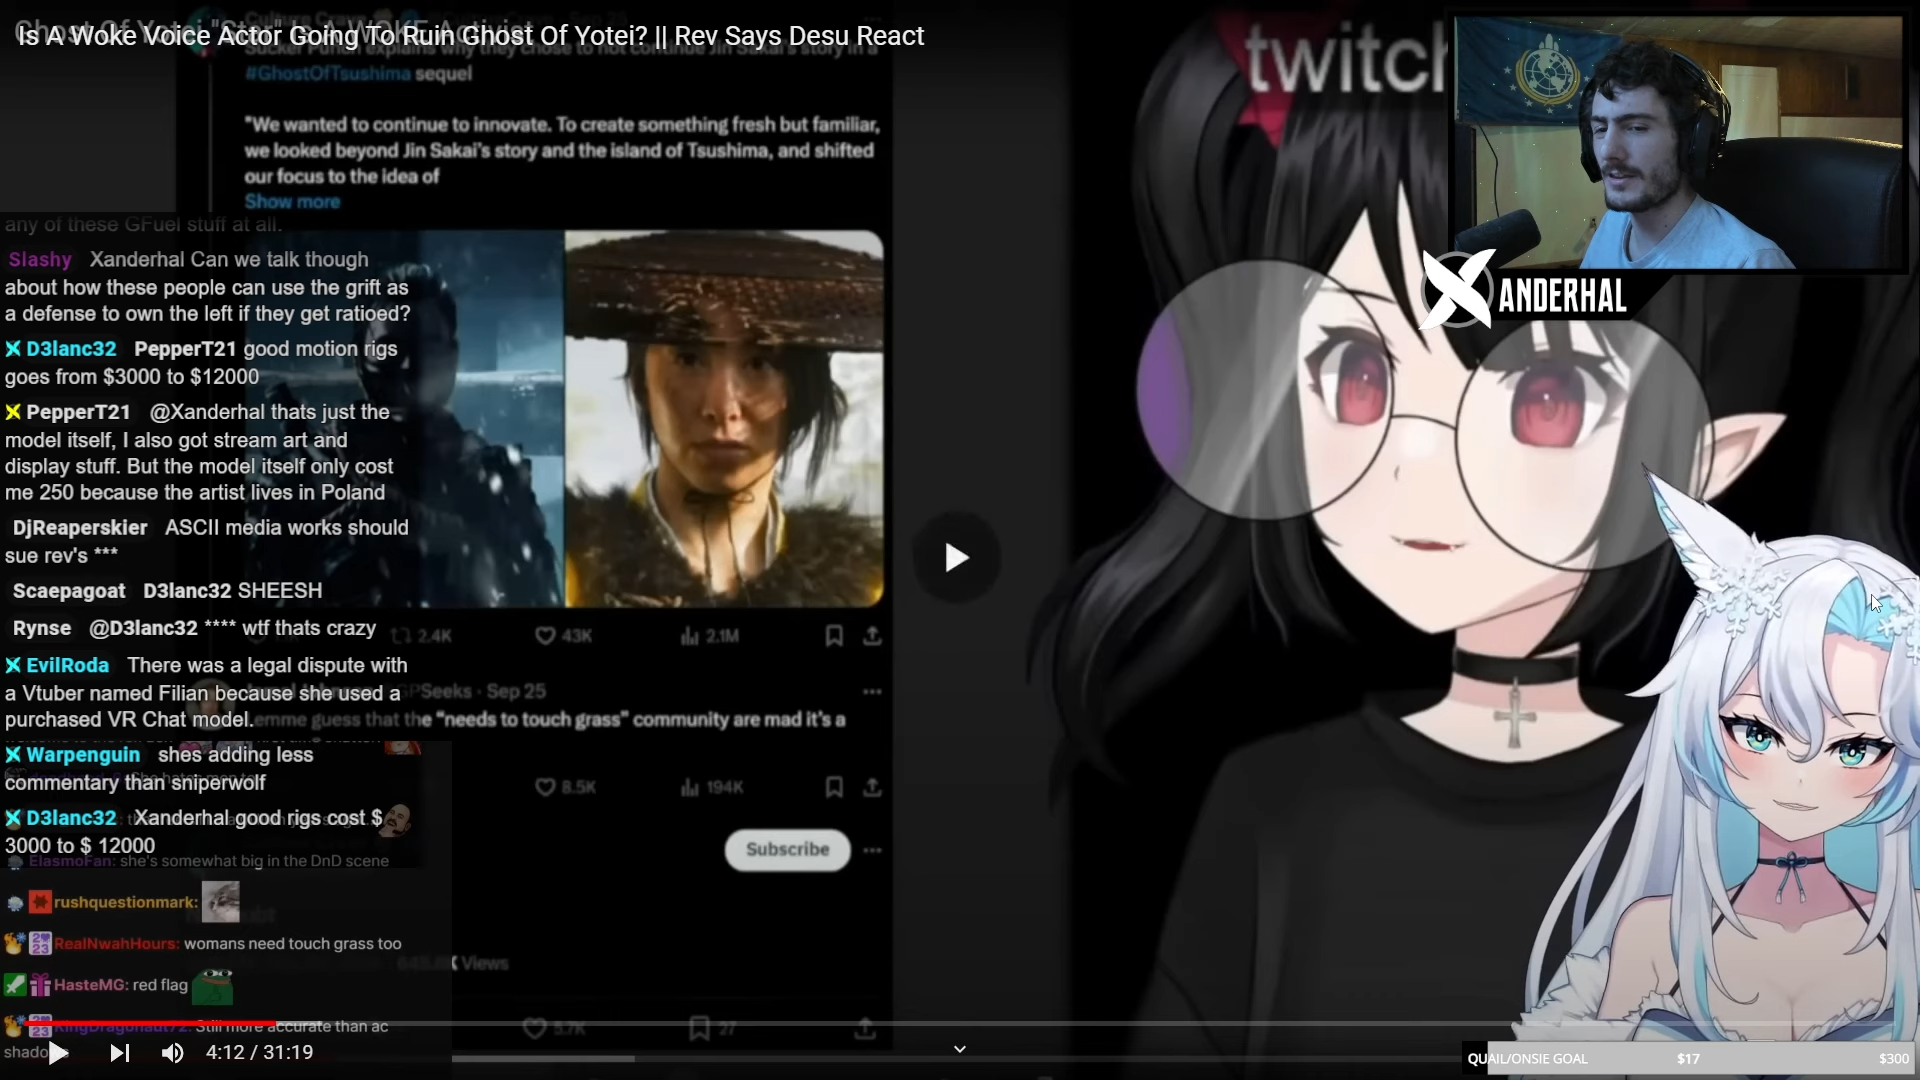 Is A Woke Voice Actor Going To Ruin Ghost Of Yotei? || Rev Says Desu React
#GhostOfTsushima sequel
"We wanted to continue to innovate. To create something fresh but familiar,
we looked beyond Jin Sakai's story and the island of Tsushima, and shifted
our focus to the idea of
Show more
twitch
ANDERHAL
any of these GFuel stuff at all.
Slashy Xanderhal Can we talk though
about how these people can use the grift as
a defense to own the left if they get ratioed?
D3lanc32 PepperT21 good motion rigs
goes from $3000 to $12000
PepperT21 @Xanderhal thats just the
model itself, I also got stream art and
display stuff. But the model itself only cost
me 250 because the artist lives in Poland
DjReaperskier ASCII media works should
sue rev's ***
Scaepagoat D3lanc32 SHEESH
Rynse @D3lanc32 **** wtf thats crazy
2.4K 43K 2.1M
EvilRoda There was a legal dispute with
a Vtuber named Filian because she used a
purchased VR Chat model.
PSeeks · Sep 25
emme guess that the "needs to touch grass" community are mad it's a
Warpenguin shes adding less
commentary than sniperwolf
8.5K 194K
D3lanc32 Xanderhal good rigs cost $
3000 to $ 12000
Subscribe
ElasmoFan: she's somewhat big in the DnD scene
rushquestionmark:
RealNwahHours: womans need touch grass too
Views
HasteMG: red flag
KingDragonaut72: Still more accurate than ac
shado
5.7K 27
4:12 / 31:19
QUAIL/ONSIE GOAL $17 $300